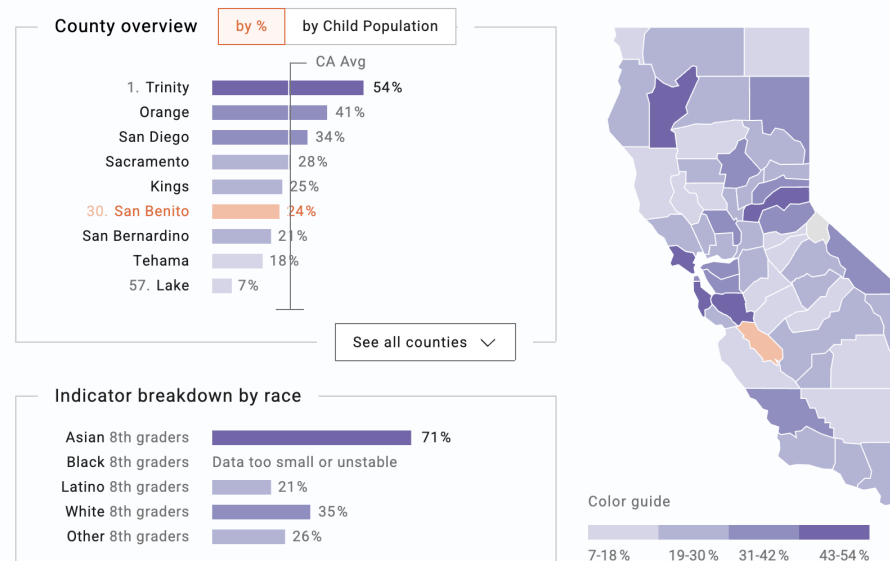 County overview
by %
by Child Population
CA Avg
1. Trinity 54%
Orange 41%
San Diego 34%
Sacramento 28%
Kings 25%
30. San Benito 24%
San Bernardino 21%
Tehama 18%
57. Lake 7%
See all counties
Indicator breakdown by race
Asian 8th graders 71%
Black 8th graders Data too small or unstable
Latino 8th graders 21%
White 8th graders 35%
Other 8th graders 26%
Color guide
7-18% 19-30% 31-42% 43-54%